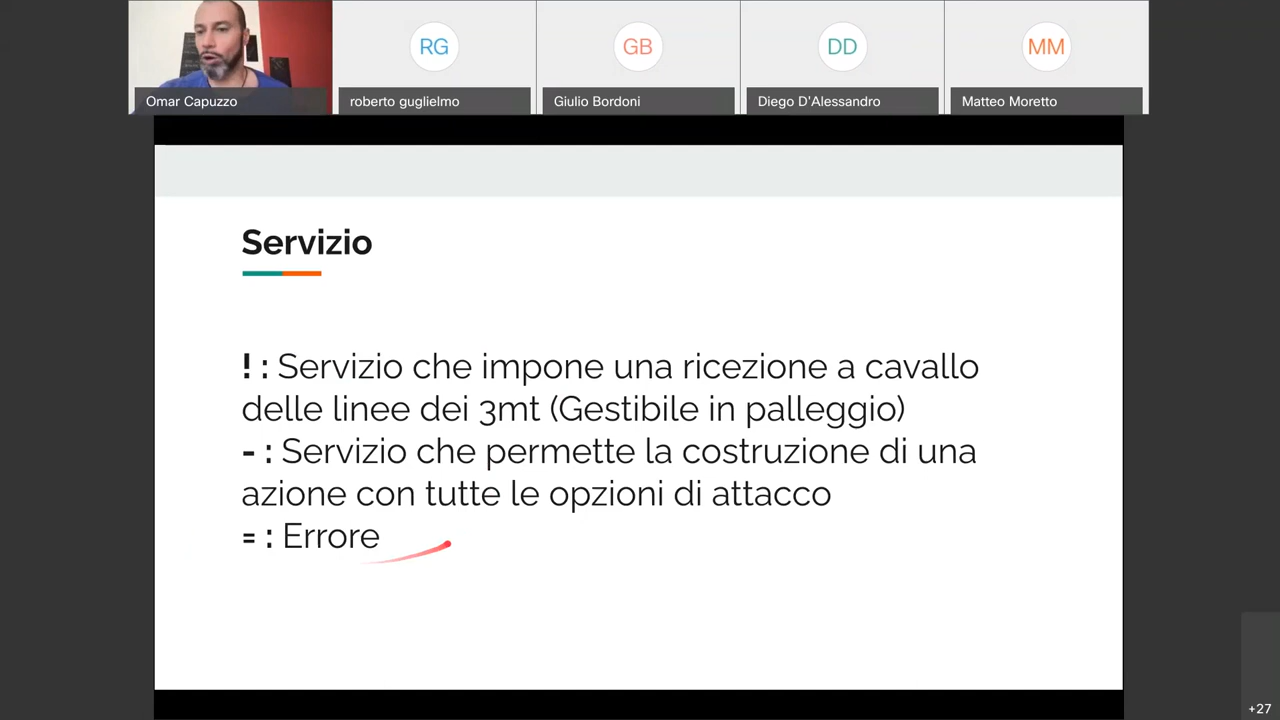 RG
GB
DD
MM
Omar Capuzzo
roberto guglielmo
Giulio Bordoni
Diego D'Alessandro
Matteo Moretto
Servizio
! : Servizio che impone una ricezione a cavallo
delle linee dei 3mt (Gestibile in palleggio)
- : Servizio che permette la costruzione di una
azione con tutte le opzioni di attacco
= : Errore
+27